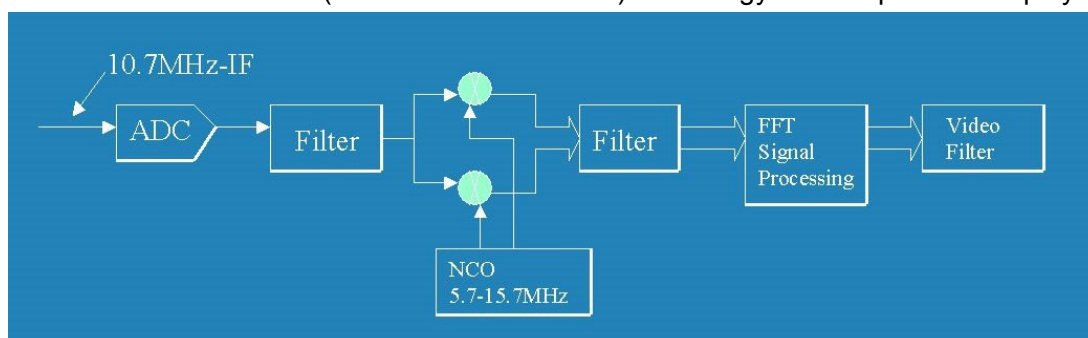 10.7MHz-IF
ADC
Filter
Filter
FFT
Signal
Processing
Video
Filter
NCO
5.7-15.7MHz